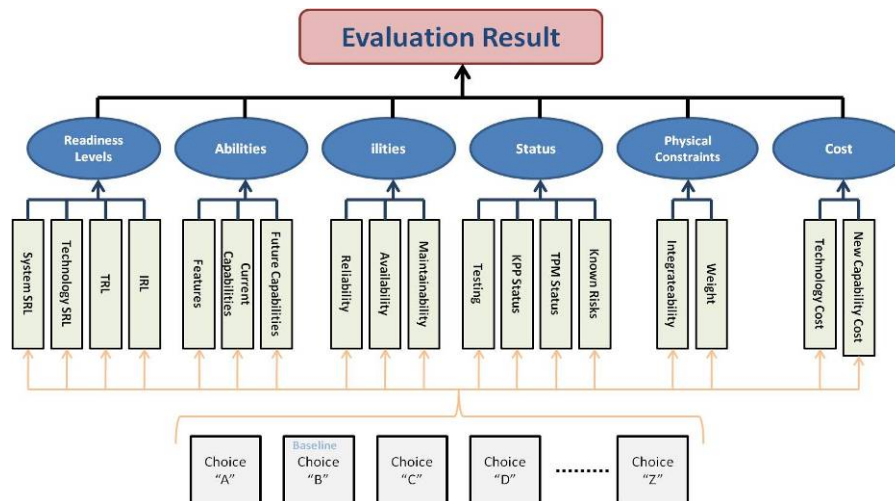 Evaluation Result
Readiness
Levels
Abilities
ilities
Status
Physical
Constraints
Cost
System SRL
Technology SRL
TRL
IRL
Features
Current
Capabilities
Future Capabilities
Reliability
Availability
Maintainability
Testing
KPP Status
TPM Status
Known Risks
Integrateability
Weight
Technology Cost
New Capability Cost
Choice
"A"
Baseline
Choice
"B"
Choice
"C"
Choice
"D"
Choice
"Z"